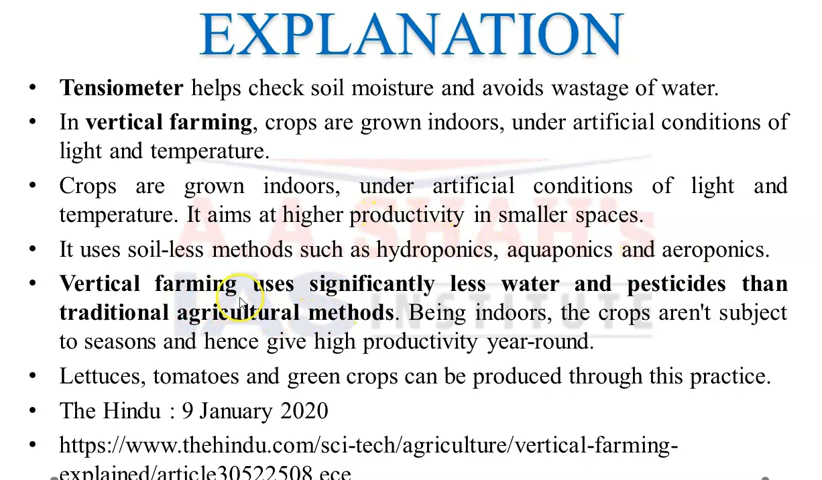 EXPLANATION
• Tensiometer helps check soil moisture and avoids wastage of water.
• In vertical farming, crops are grown indoors, under artificial conditions of
light and temperature.
• Crops are grown indoors, under artificial conditions of light and
temperature. It aims at higher productivity in smaller spaces.
• It uses soil-less methods such as hydroponics, aquaponics and aeroponics.
• Vertical farming uses significantly less water and pesticides than
traditional agricultural methods. Being indoors, the crops aren't subject
to seasons and hence give high productivity year-round.
• Lettuces, tomatoes and green crops can be produced through this practice.
• The Hindu : 9 January 2020
• https://www.thehindu.com/sci-tech/agriculture/vertical-farming-
explained/article30522508.ece
A A SHAH's
IAS INSTITUTE